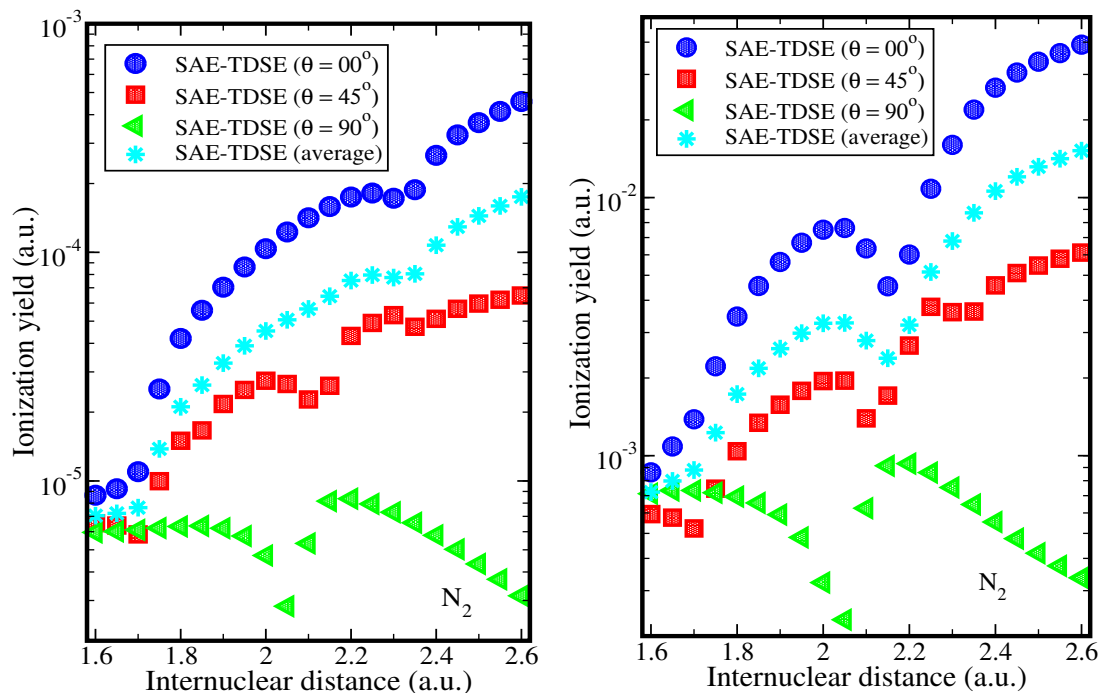 10^-3
SAE-TDSE (θ = 00°)
SAE-TDSE (θ = 45°)
SAE-TDSE (θ = 90°)
SAE-TDSE (average)
Ionization yield (a.u.)
10^-4
10^-5
N_2
1.6 1.8 2 2.2 2.4 2.6
Internuclear distance (a.u.)
SAE-TDSE (θ = 00°)
SAE-TDSE (θ = 45°)
SAE-TDSE (θ = 90°)
SAE-TDSE (average)
Ionization yield (a.u.)
10^-2
10^-3
N_2
1.6 1.8 2 2.2 2.4 2.6
Internuclear distance (a.u.)